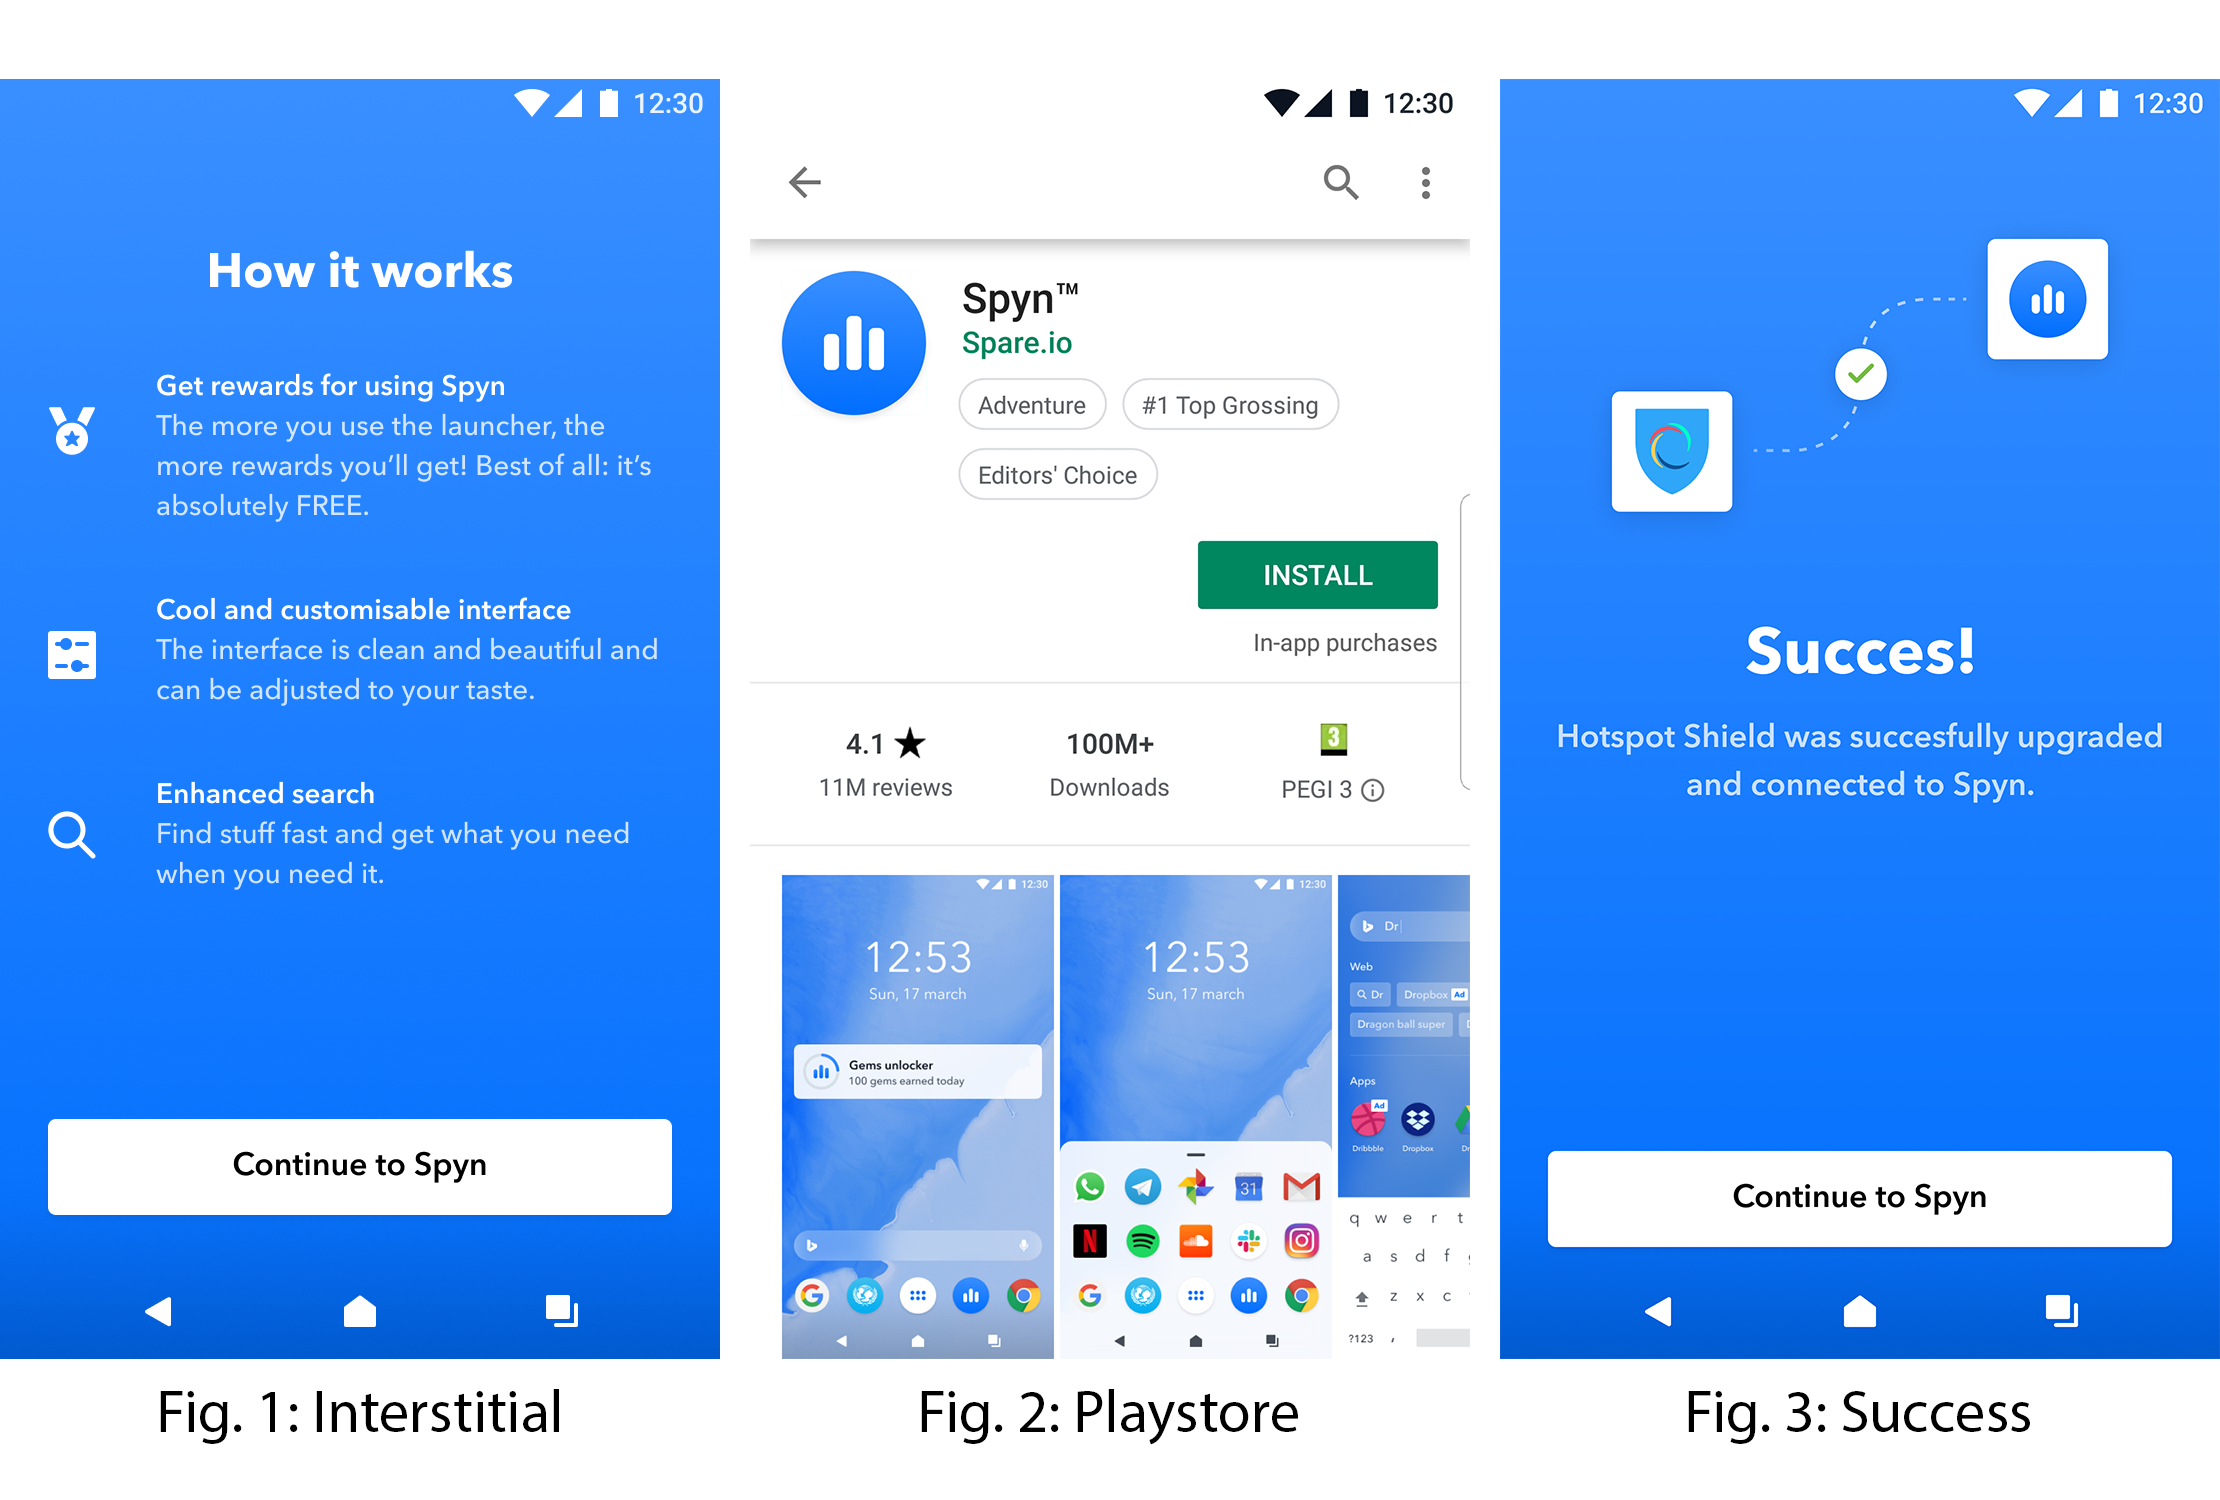 12:30
How it works
Get rewards for using Spyn
The more you use the launcher, the
more rewards you'll get! Best of all: it's
absolutely FREE.
Cool and customisable interface
The interface is clean and beautiful and
can be adjusted to your taste.
Enhanced search
Find stuff fast and get what you need
when you need it.
Continue to Spyn
Fig. 1: Interstitial
12:30
Spyn™
Spare.io
Adventure
#1 Top Grossing
Editors' Choice
INSTALL
In-app purchases
4.1 ★
11M reviews
100M+
Downloads
3
PEGI 3
12:30
12:53
Sun, 17 march
Gems unlocker
100 gems earned today
12:30
12:53
Sun, 17 march
31
Dr
Web
Dr
Dropbox Ad
Dragon ball super
Apps
Ad
Dribbble
Dropbox
q w e r t
a s d f
z x c
?123 ,
Fig. 2: Playstore
12:30
Succes!
Hotspot Shield was succesfully upgraded
and connected to Spyn.
Continue to Spyn
Fig. 3: Success